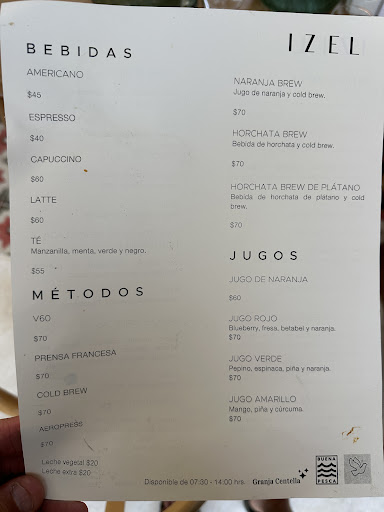 IZEL
BEBIDAS
AMERICANO
$45
ESPRESSO
$40
CAPUCCINO
$60
LATTE
$60
TÉ
Manzanilla, menta, verde y negro.
$55
MÉTODOS
V60
$70
PRENSA FRANCESA
$70
COLD BREW
$70
AEROPRESS
$70
Leche vegetal $20
Leche extra $20
NARANJA BREW
Jugo de naranja y cold brew.
$70
HORCHATA BREW
Bebida de horchata y cold brew.
$70
HORCHATA BREW DE PLÁTANO
Bebida de horchata de plátano y cold
brew.
$70
JUGOS
JUGO DE NARANJA
$60
JUGO ROJO
Blueberry, fresa, betabel y naranja.
$70
JUGO VERDE
Pepino, espinaca, piña y naranja.
$70
JUGO AMARILLO
Mango, piña y cúrcuma.
$70
Disponible de 07:30 - 14:00 hrs.
Granja Centella
BUENA
PESCA